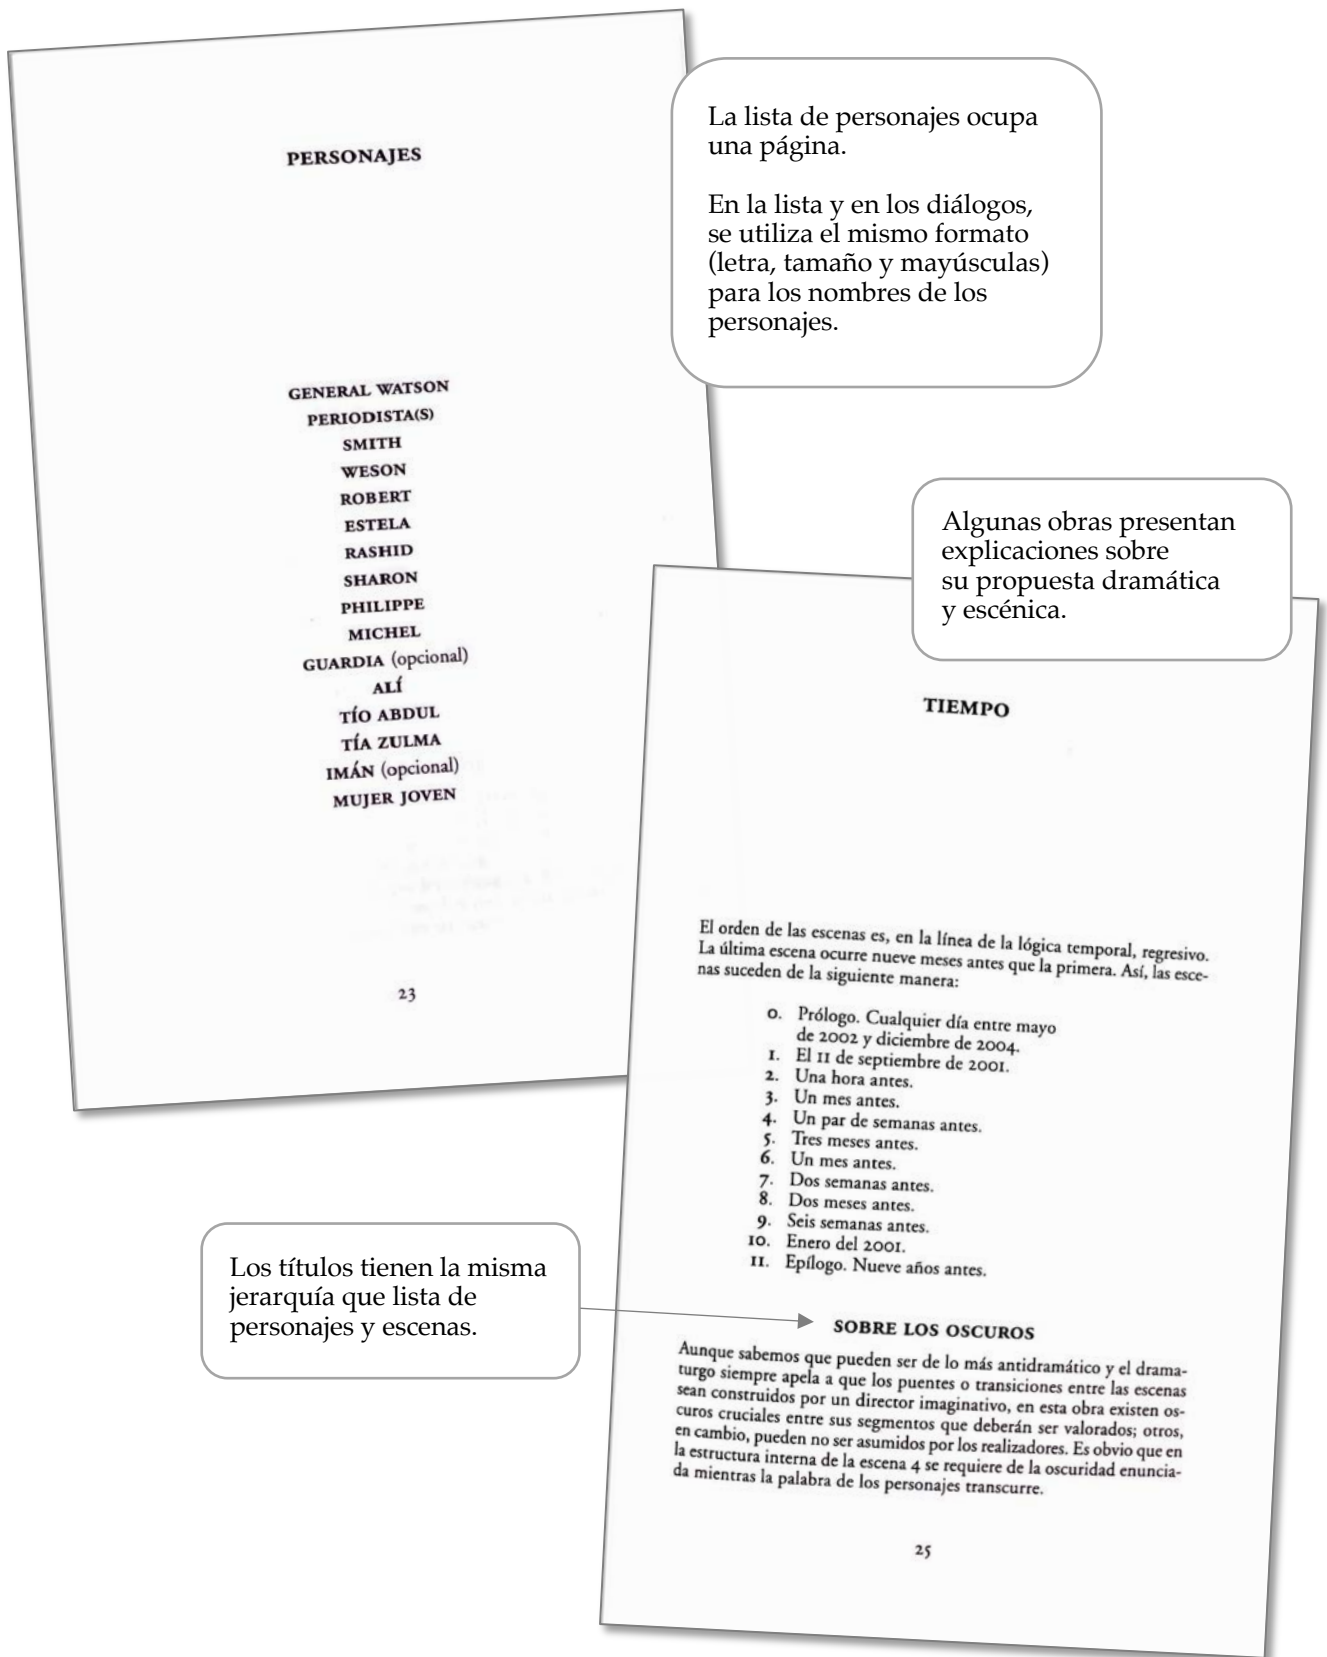 PERSONAJES
GENERAL WATSON
PERIODISTA(S)
SMITH
WESON
ROBERT
ESTELA
RASHID
SHARON
PHILIPPE
MICHEL
GUARDIA (opcional)
ALÍ
TÍO ABDUL
TÍA ZULMA
IMÁN (opcional)
MUJER JOVEN
23
La lista de personajes ocupa
una página.
En la lista y en los diálogos,
se utiliza el mismo formato
(letra, tamaño y mayúsculas)
para los nombres de los
personajes.
Algunas obras presentan
explicaciones sobre
su propuesta dramática
y escénica.
TIEMPO
El orden de las escenas es, en la línea de la lógica temporal, regresivo.
La última escena ocurre nueve meses antes que la primera. Así, las esce-
nas suceden de la siguiente manera:
0. Prólogo. Cualquier día entre mayo
de 2002 y diciembre de 2004.
1. El 11 de septiembre de 2001.
2. Una hora antes.
3. Un mes antes.
4. Un par de semanas antes.
5. Tres meses antes.
6. Un mes antes.
7. Dos semanas antes.
8. Dos meses antes.
9. Seis semanas antes.
10. Enero del 2001.
11. Epílogo. Nueve años antes.
Los títulos tienen la misma
jerarquía que lista de
personajes y escenas.
SOBRE LOS OSCUROS
Aunque sabemos que pueden ser de lo más antidramático y el drama-
turgo siempre apela a que los puentes o transiciones entre las escenas
sean construidos por un director imaginativo, en esta obra existen os-
curos cruciales entre sus segmentos que deberán ser valorados; otros,
en cambio, pueden no ser asumidos por los realizadores. Es obvio que en
la estructura interna de la escena 4 se requiere de la oscuridad enuncia-
da mientras la palabra de los personajes transcurre.
25